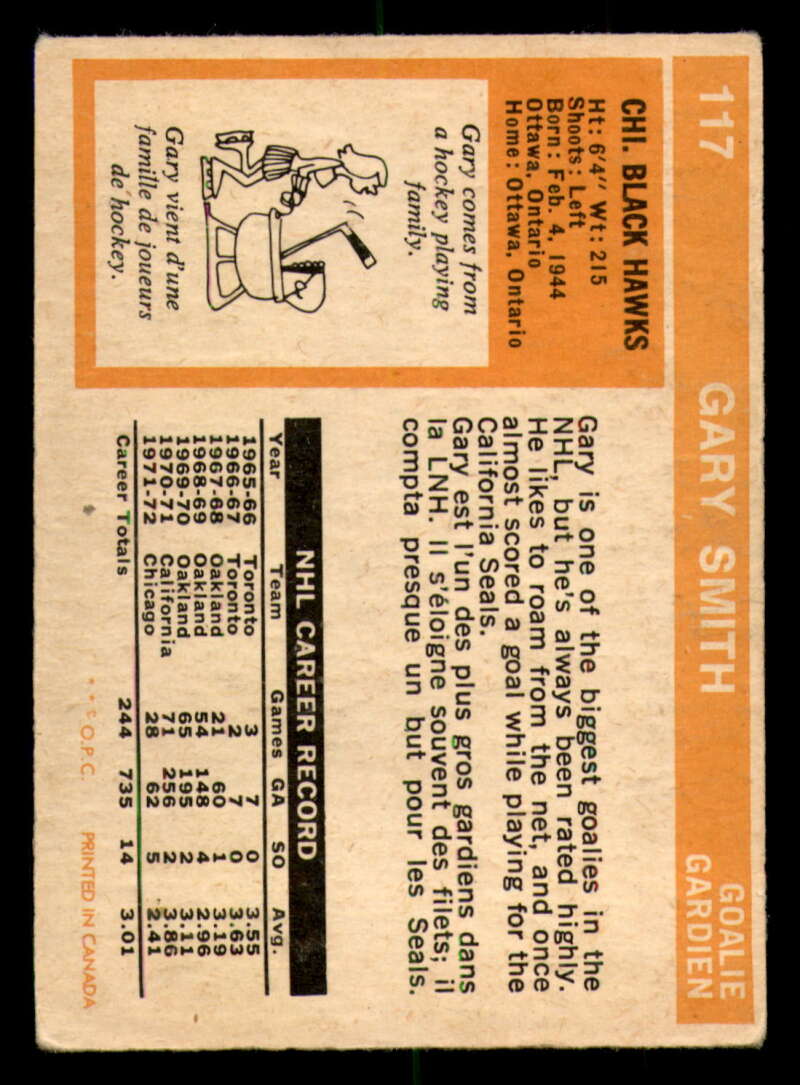 117 GARY SMITH GOALIE
GARDIEN
CHI. BLACK HAWKS
Ht: 6'4" Wt: 215
Shoots: Left
Born: Feb. 4, 1944
Ottawa, Ontario
Home: Ottawa, Ontario
Gary comes from
a hockey playing
family.
Gary vient d'une
famille de joueurs
de hockey.
Gary is one of the biggest goalies in the
NHL, but he's always been rated highly.
He likes to roam from the net, and once
almost scored a goal while playing for the
California Seals.
Gary est l'un des plus gros gardiens dans
la LNH. Il s'éloigne souvent des filets; il
compta presque un but pour les Seals.
NHL CAREER RECORD
Year Team Games GA SO Avg.
1965-66 Toronto 3 7 0 3.55
1966-67 Toronto 2 7 0 3.63
1967-68 Oakland 21 60 1 3.19
1968-69 Oakland 54 148 4 2.96
1969-70 Oakland 65 195 2 3.11
1970-71 California 71 256 2 3.86
1971-72 Chicago 28 62 5 2.41
Career Totals 244 735 14 3.01
O.P.C. PRINTED IN CANADA